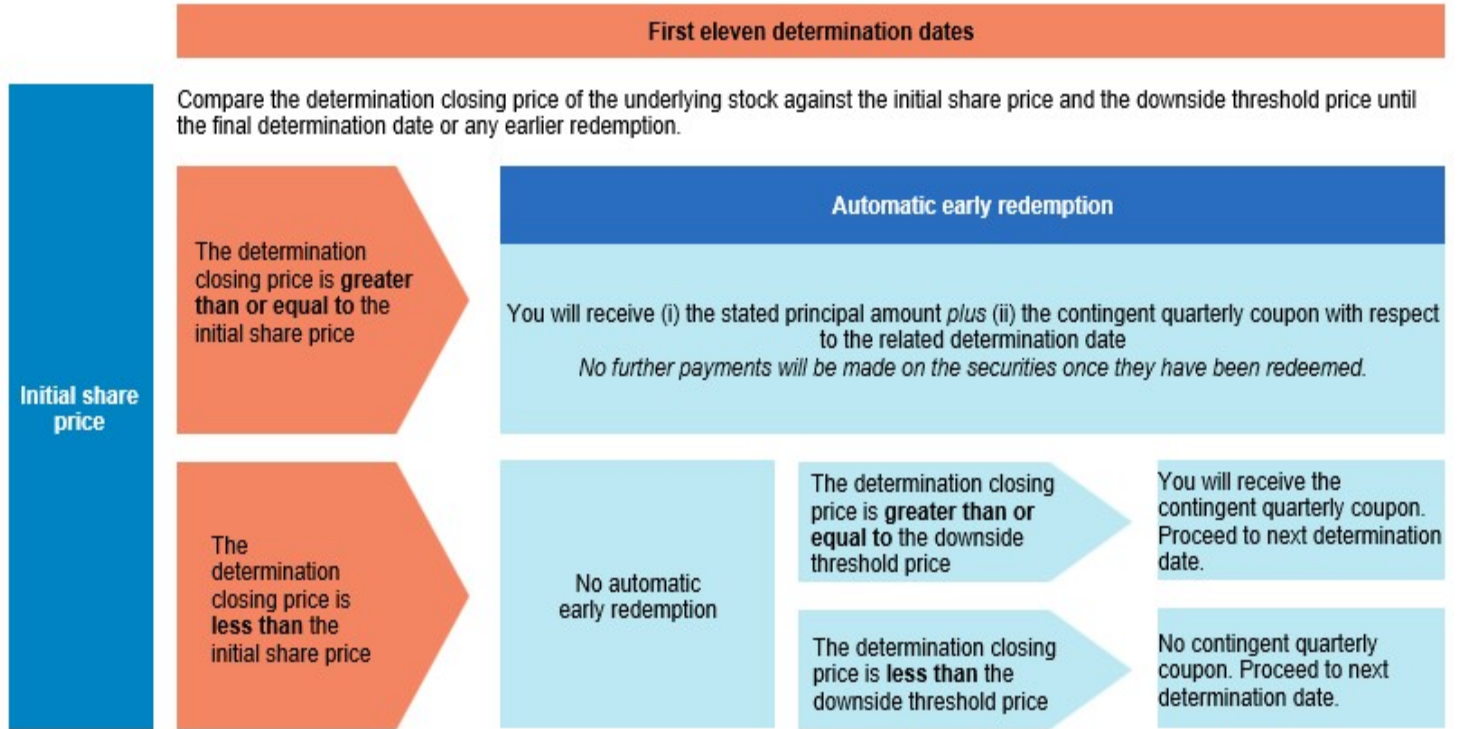 First eleven determination dates
Compare the determination closing price of the underlying stock against the initial share price and the downside threshold price until
the final determination date or any earlier redemption.
Initial share
price
The determination
closing price is greater
than or equal to the
initial share price
Automatic early redemption
You will receive (i) the stated principal amount plus (ii) the contingent quarterly coupon with respect
to the related determination date
No further payments will be made on the securities once they have been redeemed.
The
determination
closing price is
less than the
initial share price
No automatic
early redemption
The determination closing
price is greater than or
equal to the downside
threshold price
You will receive the
contingent quarterly coupon.
Proceed to next determination
date.
The determination closing
price is less than the
downside threshold price
No contingent quarterly
coupon. Proceed to next
determination date.